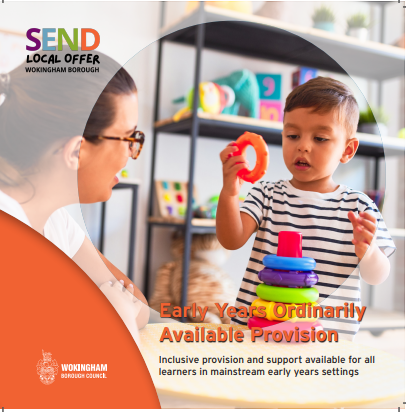 SEND
LOCAL OFFER
WOKINGHAM BOROUGH
Early Years Ordinarily
Available Provision
Inclusive provision and support available for all
learners in mainstream early years settings
WOKINGHAM
BOROUGH COUNCIL